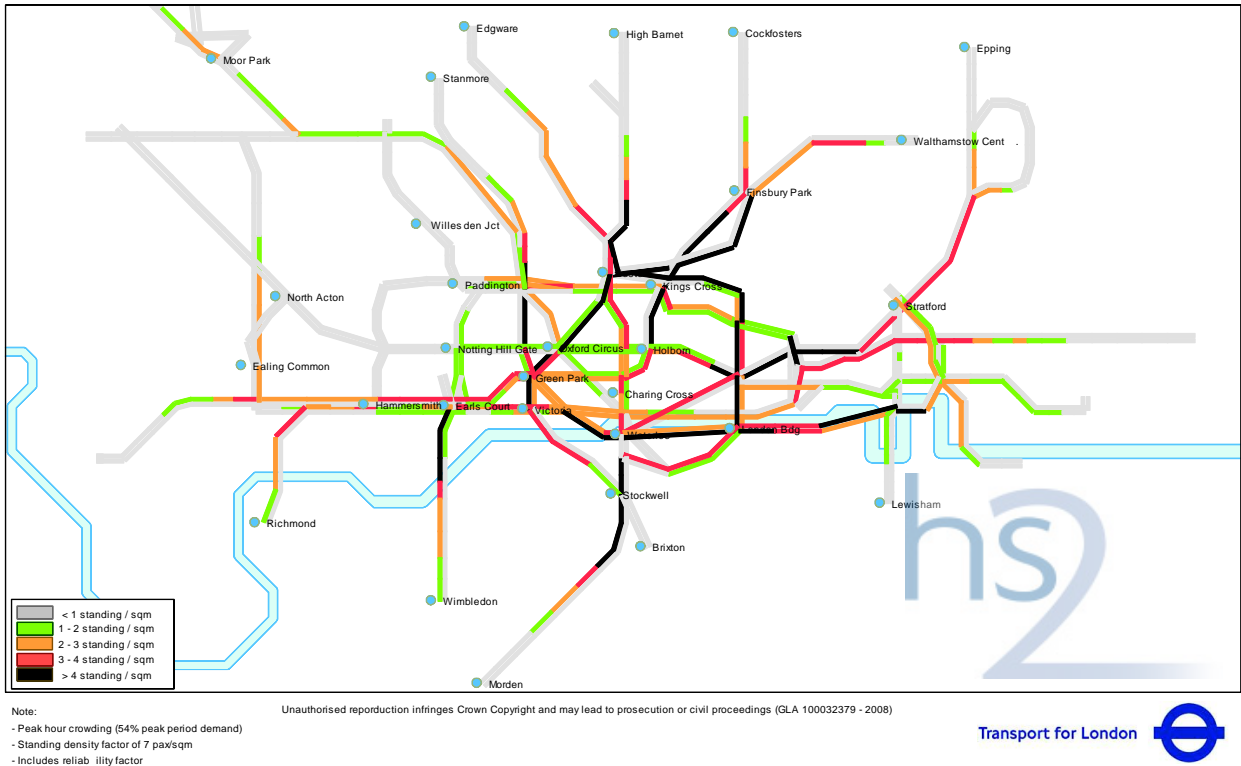 Edgware
High Barnet
Cockfosters
Epping
Moor Park
Stanmore
Walthamstow Cent .
Finsbury Park
Willesden Jct
Paddington
Kings Cross
North Acton
Stratford
Notting Hill Gate
Oxford Circus
Holborn
Ealing Common
Green Park
Charing Cross
Hammersmith
Earls Court
Victoria
London Bdg
Stockwell
Lewisham
Richmond
Brixton
hs2
Wimbledon
Morden
< 1 standing / sqm
1 - 2 standing / sqm
2 - 3 standing / sqm
3 - 4 standing / sqm
> 4 standing / sqm
Note:
- Peak hour crowding (54% peak period demand)
- Standing density factor of 7 pax/sqm
- Includes reliab ility factor
Unauthorised reporduction infringes Crown Copyright and may lead to prosecution or civil proceedings (GLA 100032379 - 2008)
Transport for London